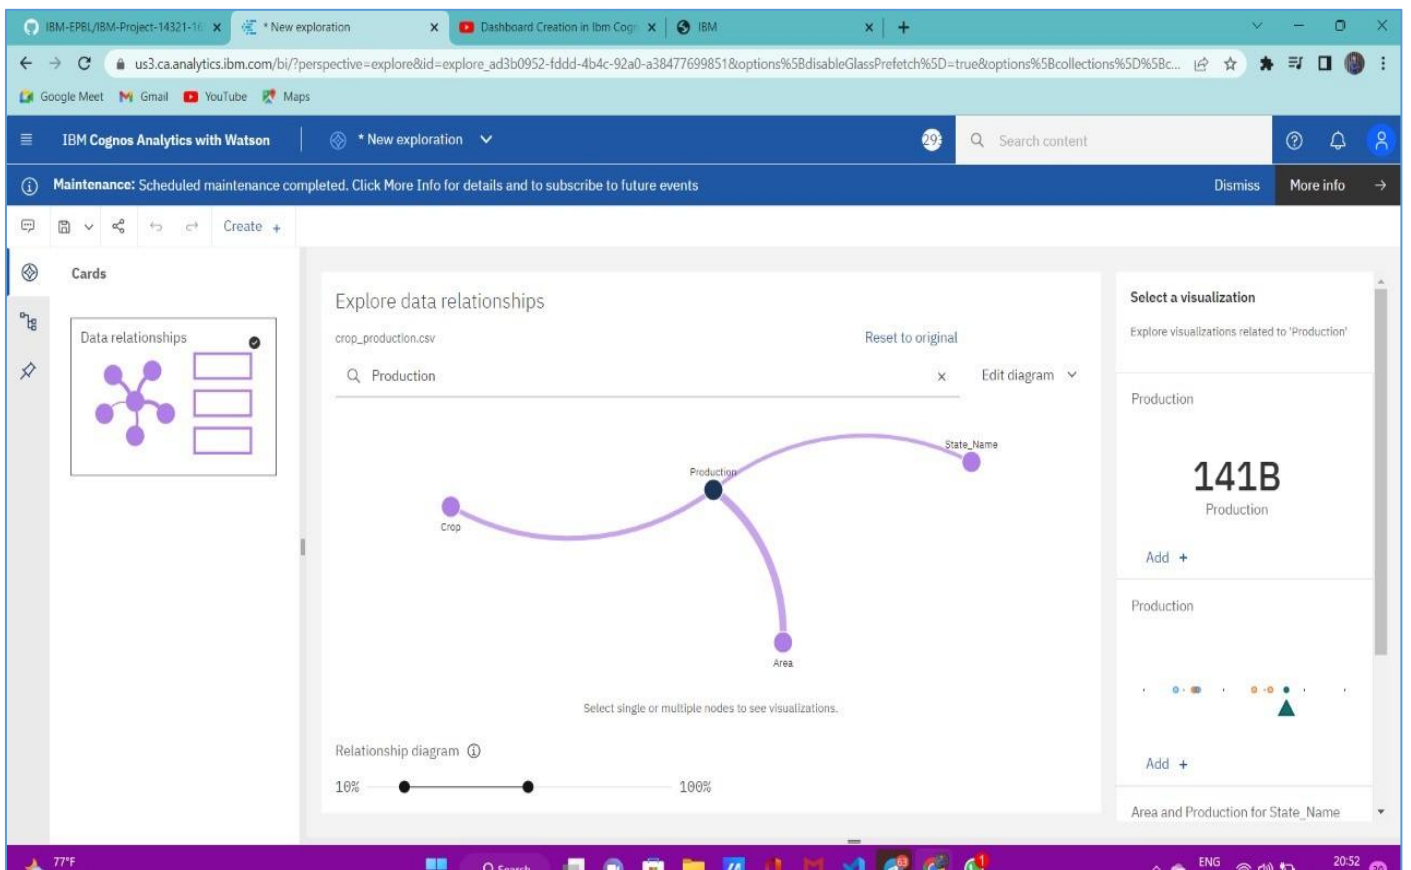 IBM-EPBL/IBM-Project-14321-16
* New exploration
Dashboard Creation in Ibm Cogn
IBM
us3.ca.analytics.ibm.com/bi/?perspective=explore&id=explore_ad3b0952-fddd-4b4c-92a0-a38477699851&options%5BdisableGlassPrefetch%5D=true&options%5Bcollections%5D%5Bc...
Google Meet
Gmail
YouTube
Maps
IBM Cognos Analytics with Watson
* New exploration
Search content
Maintenance: Scheduled maintenance completed. Click More Info for details and to subscribe to future events
Dismiss
More info
Create +
Cards
Data relationships
Explore data relationships
crop_production.csv
Reset to original
Production
Edit diagram
State_Name
Production
Crop
Area
Select single or multiple nodes to see visualizations.
Relationship diagram
10%
100%
Select a visualization
Explore visualizations related to 'Production'
Production
141B
Production
Add +
Production
Add +
Area and Production for State_Name
77°F
Search
ENG
20:52